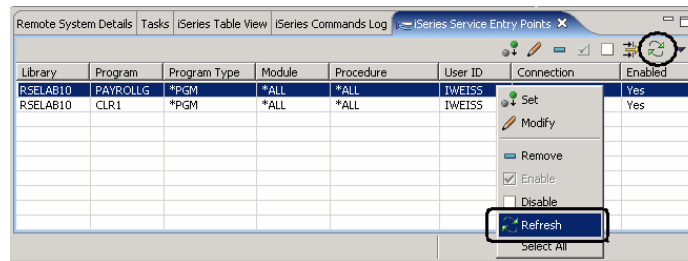 Remote System Details Tasks iSeries Table View iSeries Commands Log iSeries Service Entry Points
Library Program Program Type Module Procedure User ID Connection Enabled
RSELAB10 PAYROLLG *PGM *ALL *ALL IWEISS Yes
RSELAB10 CLR1 *PGM *ALL *ALL IWEISS Yes
Set
Modify
Remove
Enable
Disable
Refresh
Select All